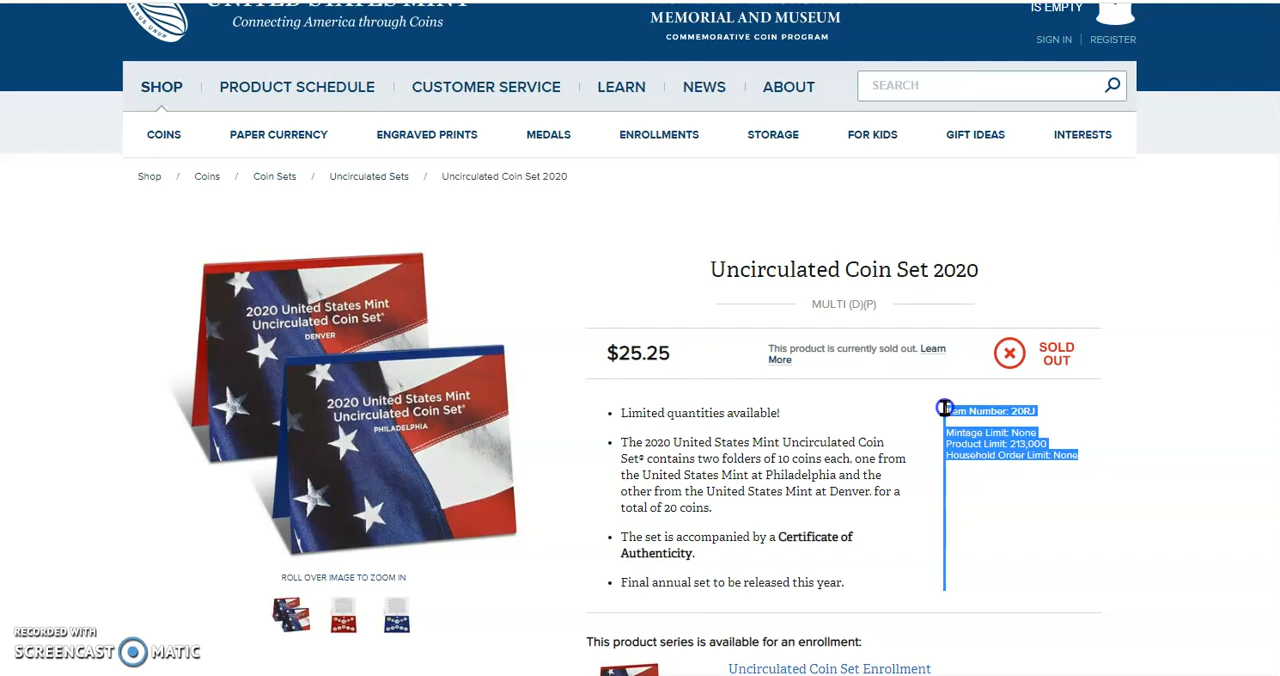 UNITED STATES MINT
Connecting America through Coins
MEMORIAL AND MUSEUM
COMMEMORATIVE COIN PROGRAM
IS EMPTY
SIGN IN | REGISTER
SHOP
PRODUCT SCHEDULE
CUSTOMER SERVICE
LEARN
NEWS
ABOUT
SEARCH
COINS
PAPER CURRENCY
ENGRAVED PRINTS
MEDALS
ENROLLMENTS
STORAGE
FOR KIDS
GIFT IDEAS
INTERESTS
Shop / Coins / Coin Sets / Uncirculated Sets / Uncirculated Coin Set 2020
2020 United States Mint
Uncirculated Coin Set®
DENVER
2020 United States Mint
Uncirculated Coin Set®
PHILADELPHIA
ROLL OVER IMAGE TO ZOOM IN
Uncirculated Coin Set 2020
MULTI (D)(P)
$25.25
This product is currently sold out. Learn
More
SOLD
OUT
• Limited quantities available!
• The 2020 United States Mint Uncirculated Coin
Set® contains two folders of 10 coins each, one from
the United States Mint at Philadelphia and the
other from the United States Mint at Denver, for a
total of 20 coins.
• The set is accompanied by a Certificate of
Authenticity.
• Final annual set to be released this year.
Item Number: 20RJ
Mintage Limit: None
Product Limit: 213,000
Household Order Limit: None
This product series is available for an enrollment:
Uncirculated Coin Set Enrollment
RECORDED WITH
SCREENCAST MATIC